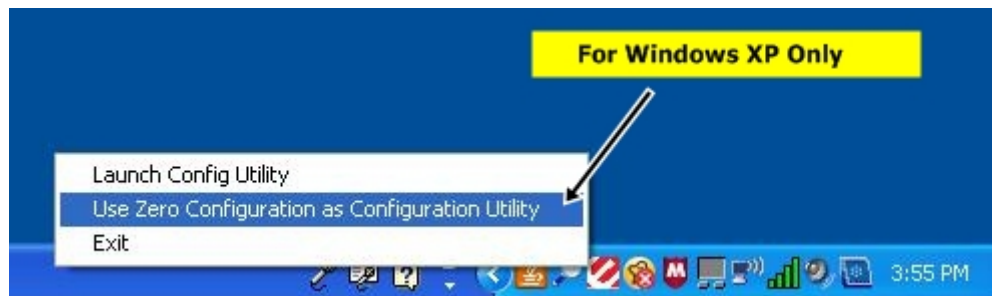 For Windows XP Only
Launch Config Utility
Use Zero Configuration as Configuration Utility
Exit
3:55 PM